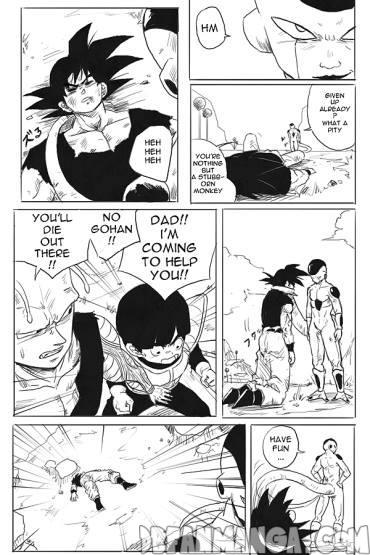 HM
GIVEN
UP
ALREADY
?
WHAT A
PITY
YOU'RE
NOTHING
BUT A
STUBB-
ORN
MONKEY
HEH
HEH
HEH
DAD!!
I'M
COMING
TO HELP
YOU!!
NO
GOHAN
!!
YOU'LL
DIE
OUT
THERE !!
HAVE
FUN
...
DBFANMANGA.COM